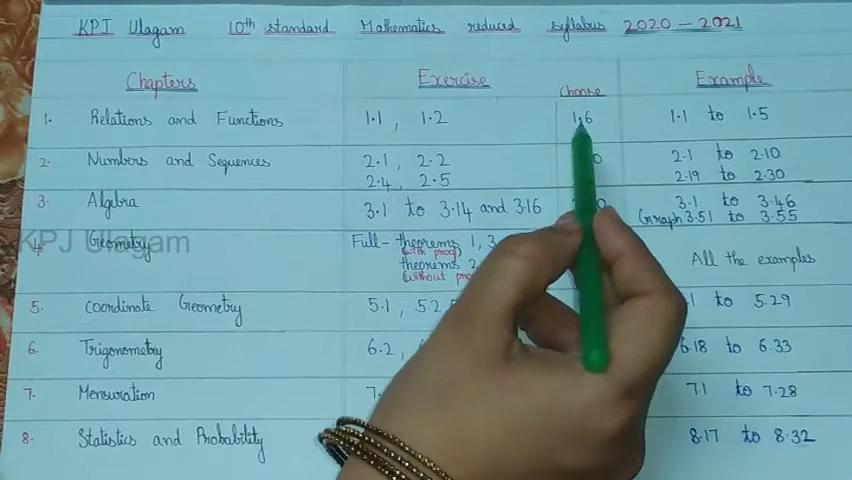 KPJ Ulagam 10th standard Mathematics reduced syllabus 2020 - 2021
Chapters Exercise Choose Example
1. Relations and Functions 1.1 , 1.2 1.6 1.1 to 1.5
2. Numbers and Sequences 2.1 , 2.2 2.1 to 2.10
2.4 , 2.5 2.19 to 2.30
3. Algebra 3.1 to 3.14 and 3.16 3.1 to 3.46
Graph 3.51 to 3.55
4. Geometry Full - theorems 1, 3 All the examples
(with proof)
theorems 2
(without
KPJ Ulagam
5. Coordinate Geometry 5.1 , 5.2 to 5.29
6. Trigonometry 6.2 , 6.18 to 6.33
7. Mensuration 7.1 to 7.28
8. Statistics and Probability 8.17 to 8.32